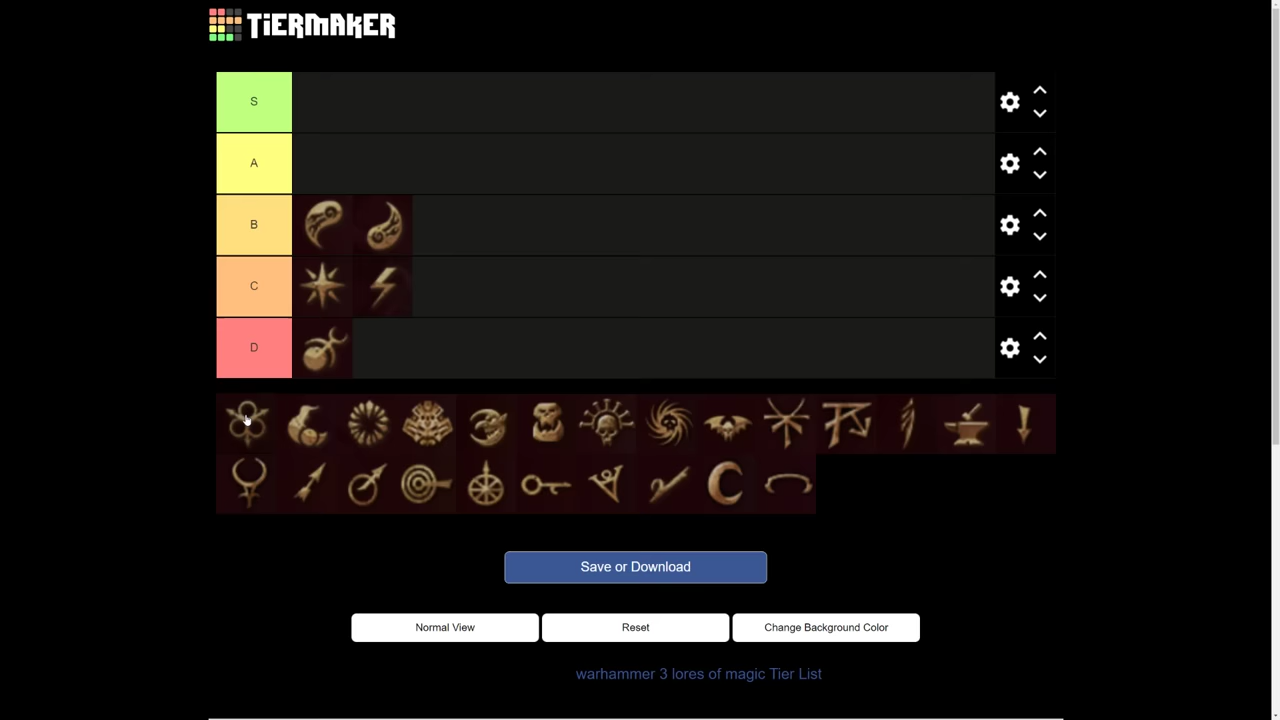 TIERMAKER
S
A
B
C
D
Save or Download
Normal View
Reset
Change Background Color
warhammer 3 lores of magic Tier List